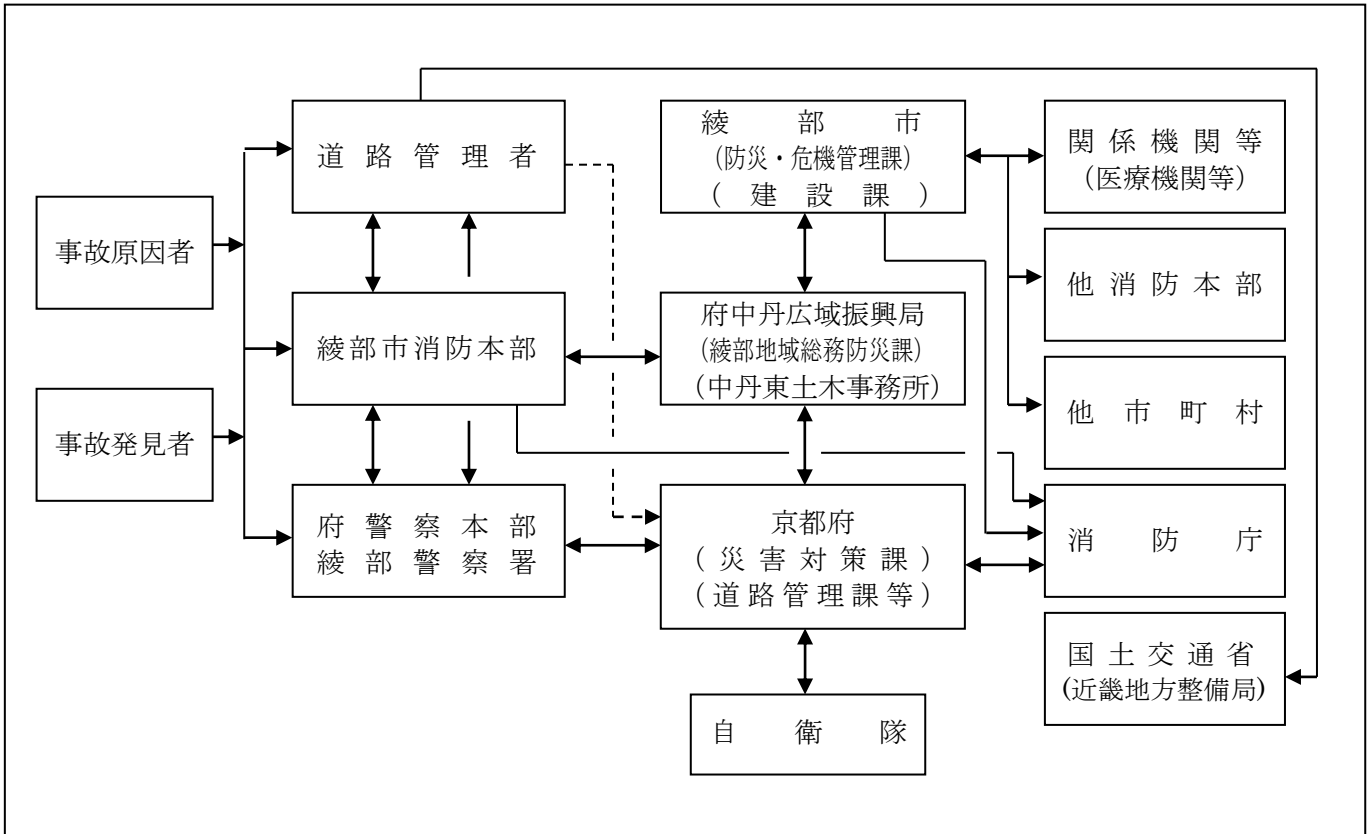 事故原因者
事故発見者
道路管理者
綾部市消防本部
府警察本部
綾部警察署
綾部市
(防災・危機管理課)
(建設課)
府中丹広域振興局
(綾部地域総務防災課)
(中丹東土木事務所)
京都府
(災害対策課)
(道路管理課等)
自衛隊
関係機関等
(医療機関等)
他消防本部
他市町村
消防庁
国土交通省
(近畿地方整備局)